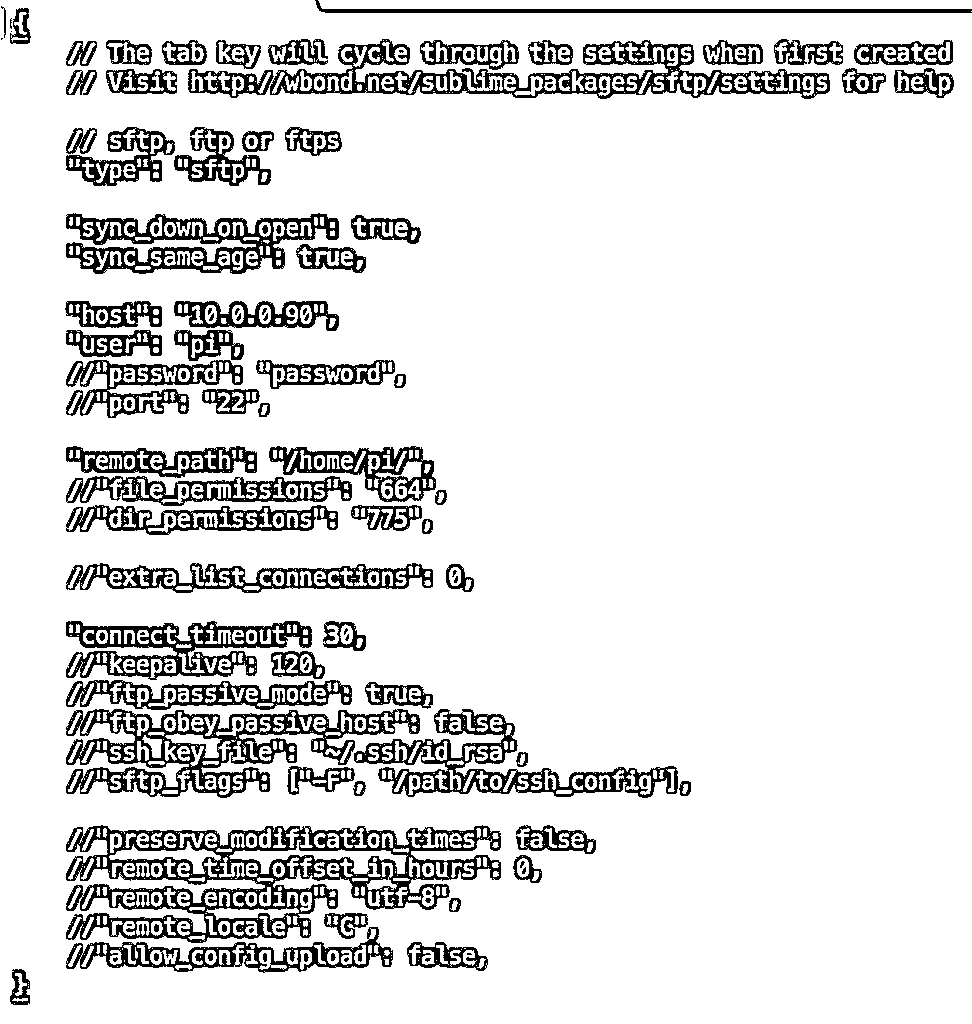 {
// The tab key will cycle through the settings when first created
// Visit http://wbond.net/sublime_packages/sftp/settings for help
// sftp, ftp or ftps
"type": "sftp",
"sync_down_on_open": true,
"sync_same_age": true,
"host": "10.0.0.90",
"user": "pi",
//"password": "password",
//"port": "22",
"remote_path": "/home/pi/",
//"file_permissions": "664",
//"dir_permissions": "775",
//"extra_list_connections": 0,
"connect_timeout": 30,
//"keepalive": 120,
//"ftp_passive_mode": true,
//"ftp_obey_passive_host": false,
//"ssh_key_file": "~/.ssh/id_rsa",
//"sftp_flags": ["-F", "/path/to/ssh_config"],
//"preserve_modification_times": false,
//"remote_time_offset_in_hours": 0,
//"remote_encoding": "utf-8",
//"remote_locale": "C",
//"allow_config_upload": false,
}